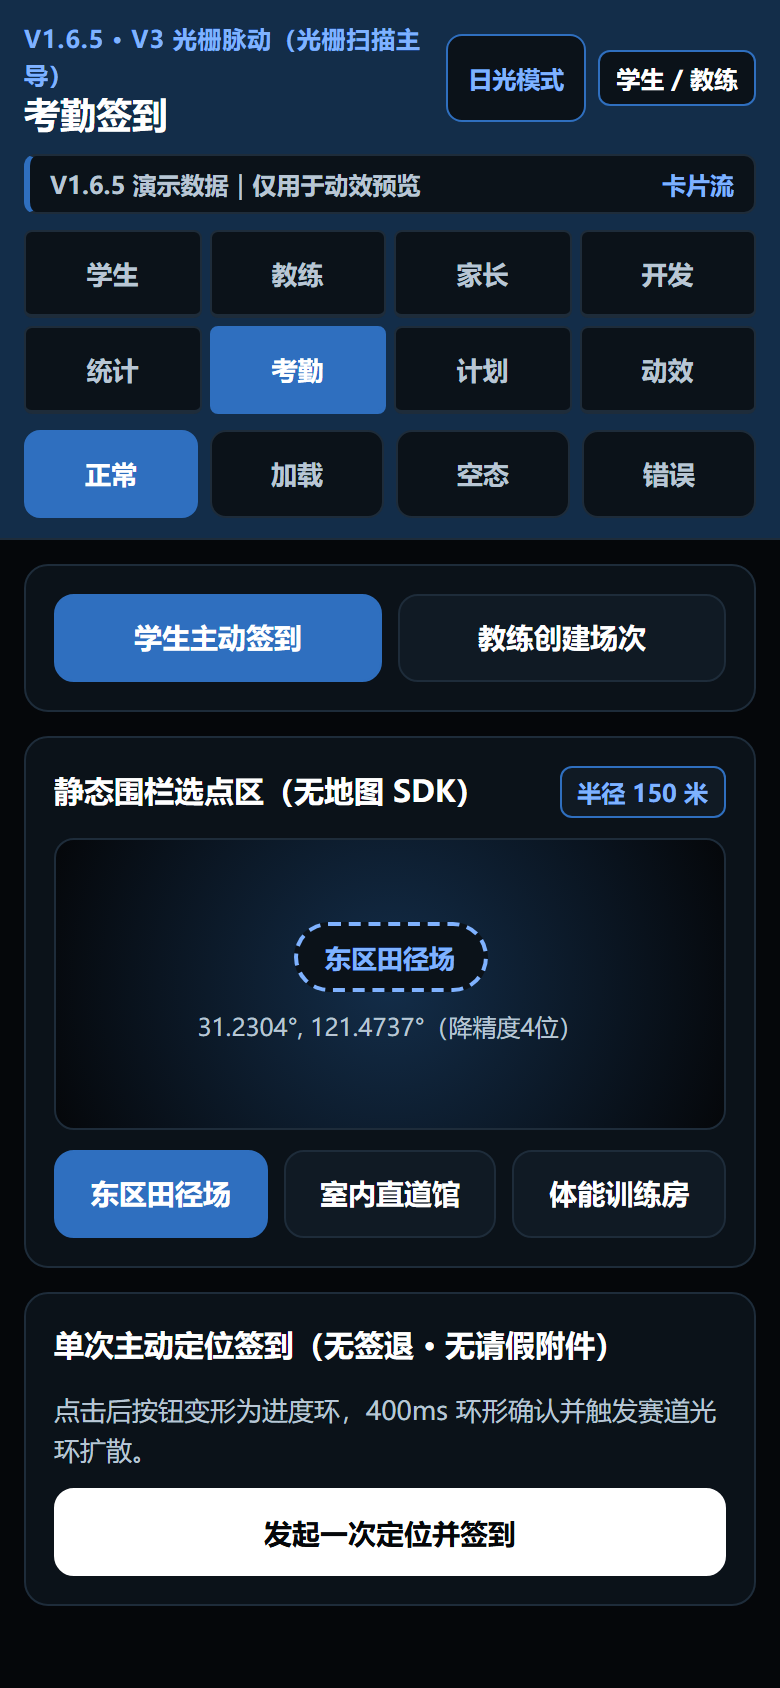 V1.6.5 • V3 光栅脉动（光栅扫描主
导）
考勤签到
日光模式
学生 / 教练
V1.6.5 演示数据｜仅用于动效预览
卡片流
学生
教练
家长
开发
统计
考勤
计划
动效
正常
加载
空态
错误
学生主动签到
教练创建场次
静态围栏选点区（无地图 SDK）
半径 150 米
东区田径场
31.2304°, 121.4737°（降精度4位）
东区田径场
室内直道馆
体能训练房
单次主动定位签到（无签退 • 无请假附件）
点击后按钮变形为进度环，400ms 环形确认并触发赛道光
环扩散。
发起一次定位并签到